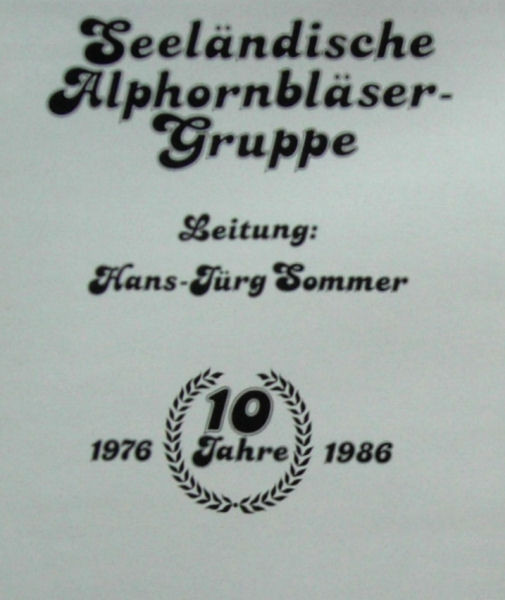 Seeländische
Alphornbläser-
Gruppe
Leitung:
Hans-Jürg Sommer
10
1976 Jahre 1986